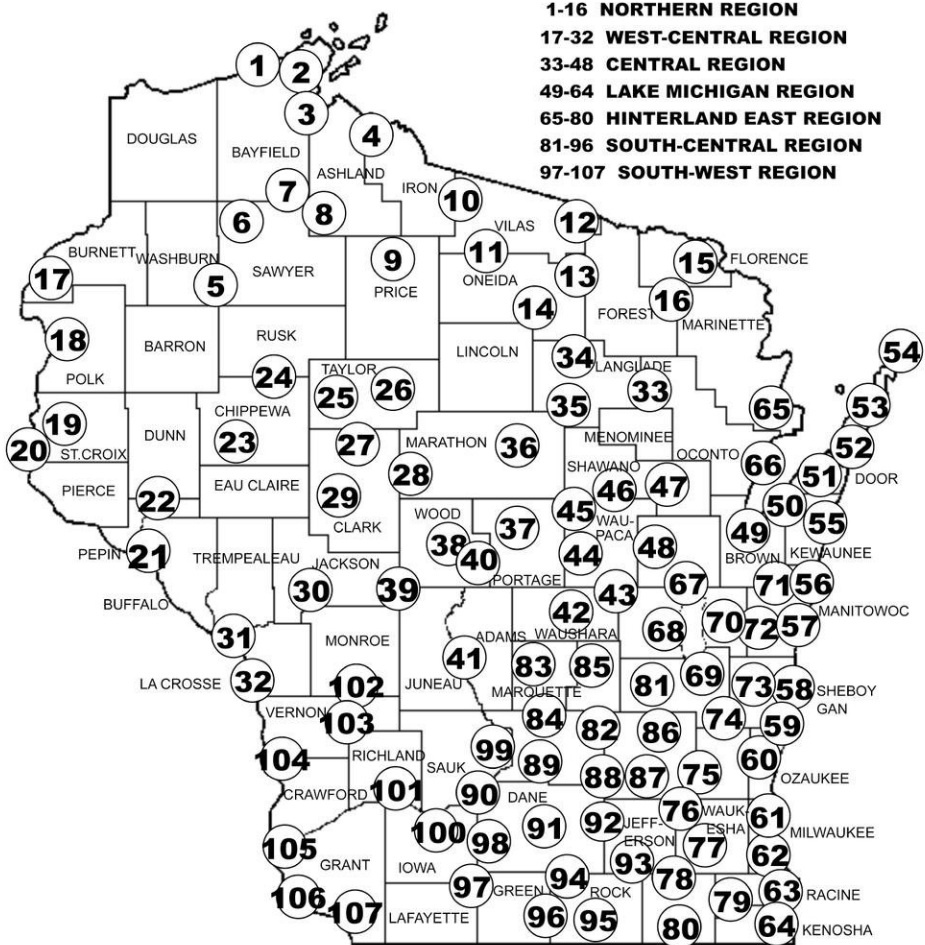 1-16 NORTHERN REGION
17-32 WEST-CENTRAL REGION
33-48 CENTRAL REGION
49-64 LAKE MICHIGAN REGION
65-80 HINTERLAND EAST REGION
81-96 SOUTH-CENTRAL REGION
97-107 SOUTH-WEST REGION
1
2
3
4
DOUGLAS
BAYFIELD
ASHLAND
IRON
7
8
10
6
VILAS
12
BURNETT
WASHBURN
SAWYER
9
11
15
FLORENCE
17
5
PRICE
ONEIDA
13
14
16
FOREST
MARINETTE
18
BARRON
RUSK
LINCOLN
34
54
POLK
24
TAYLOR
LANGLADE
25
26
33
35
53
65
19
DUNN
CHIPPEWA
20
ST.CROIX
23
27
MARATHON
36
MENOMINEE
OCONTO
52
PIERCE
EAU CLAIRE
28
SHAWANO
66
51
DOOR
22
29
CLARK
WOOD
46
47
50
45
37
WAU-
PACA
49
55
PEPIN
21
TREMPEALEAU
38
40
44
48
BROWN
KEWAUNEE
JACKSON
30
39
PORTAGE
43
67
71
56
BUFFALO
MANITOWOC
31
MONROE
ADAMS
42
WAUSHARA
68
70
72
57
41
LA CROSSE
32
102
JUNEAU
83
MARQUETTE
85
81
69
73
58
SHEBOY
GAN
VERNON
103
84
82
86
74
59
104
RICHLAND
SAUK
99
89
88
87
75
60
OZAUKEE
CRAWFORD
101
90
DANE
76
WAUK-
ESHA
61
MILWAUKEE
105
100
98
91
92
JEFF-
ERSON
77
62
GRANT
IOWA
93
106
97
GREEN
94
ROCK
78
79
63
RACINE
107
LAFAYETTE
96
95
80
64
KENOSHA